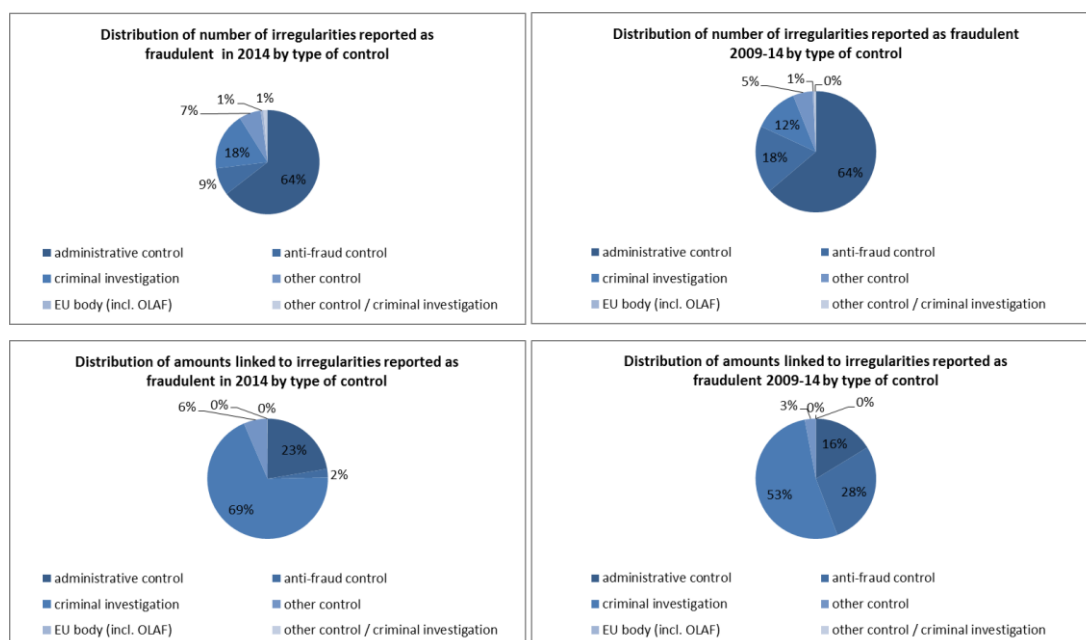 Distribution of number of irregularities reported as
fraudulent in 2014 by type of control
1%
1%
7%
18%
9%
64%
administrative control
anti-fraud control
criminal investigation
other control
EU body (incl. OLAF)
other control / criminal investigation
Distribution of number of irregularities reported as fraudulent
2009-14 by type of control
1%
0%
5%
12%
18%
64%
administrative control
anti-fraud control
criminal investigation
other control
EU body (incl. OLAF)
other control / criminal investigation
Distribution of amounts linked to irregularities reported as
fraudulent in 2014 by type of control
0%
0%
6%
23%
2%
69%
administrative control
anti-fraud control
criminal investigation
other control
EU body (incl. OLAF)
other control / criminal investigation
Distribution of amounts linked to irregularities reported as
fraudulent 2009-14 by type of control
3%
0%
0%
16%
53%
28%
administrative control
anti-fraud control
criminal investigation
other control
EU body (incl. OLAF)
other control / criminal investigation